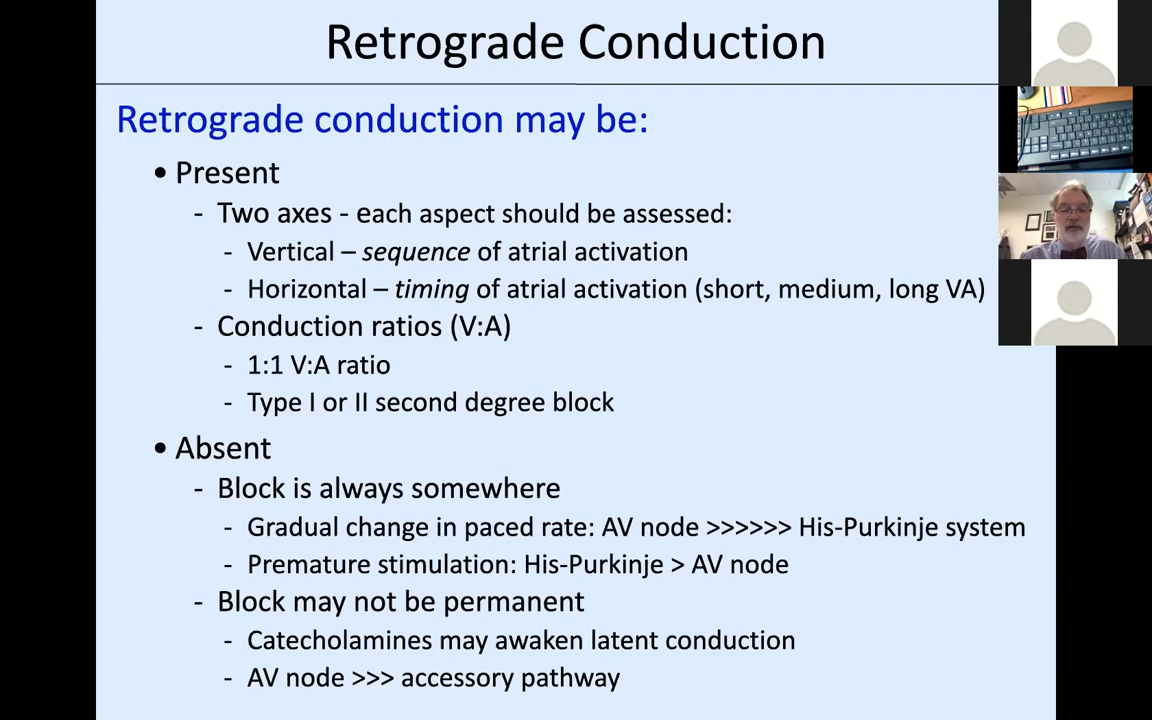 Retrograde Conduction
Retrograde conduction may be:
• Present
- Two axes - each aspect should be assessed:
- Vertical – sequence of atrial activation
- Horizontal – timing of atrial activation (short, medium, long VA)
- Conduction ratios (V:A)
- 1:1 V:A ratio
- Type I or II second degree block
• Absent
- Block is always somewhere
- Gradual change in paced rate: AV node >>>>>> His-Purkinje system
- Premature stimulation: His-Purkinje > AV node
- Block may not be permanent
- Catecholamines may awaken latent conduction
- AV node >>> accessory pathway